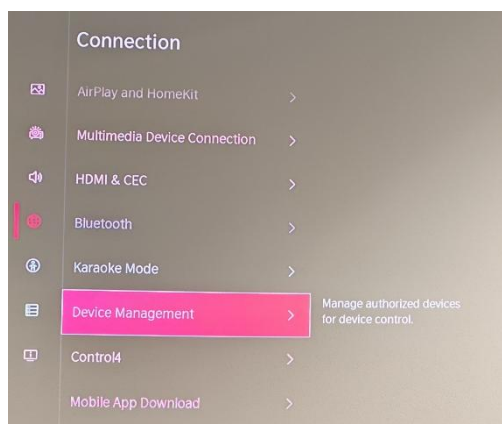 Connection
AirPlay and HomeKit
Multimedia Device Connection
HDMI & CEC
Bluetooth
Karaoke Mode
Device Management
Manage authorized devices
for device control.
Control4
Mobile App Download